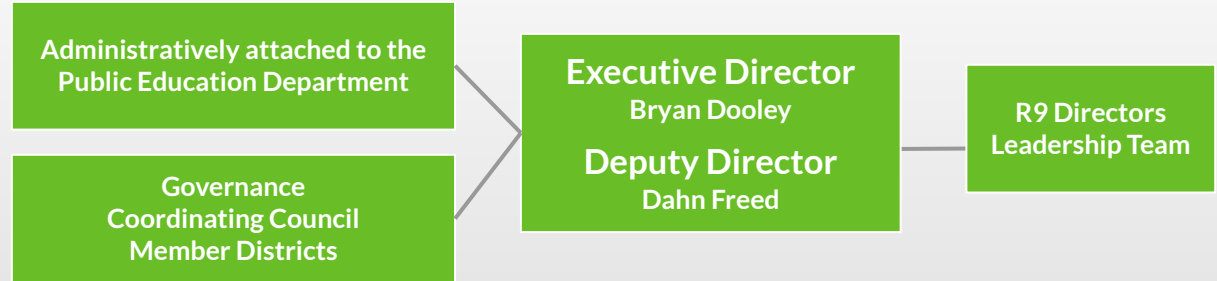 Administratively attached to the
Public Education Department
Governance
Coordinating Council
Member Districts
Executive Director
Bryan Dooley
Deputy Director
Dahn Freed
R9 Directors
Leadership Team